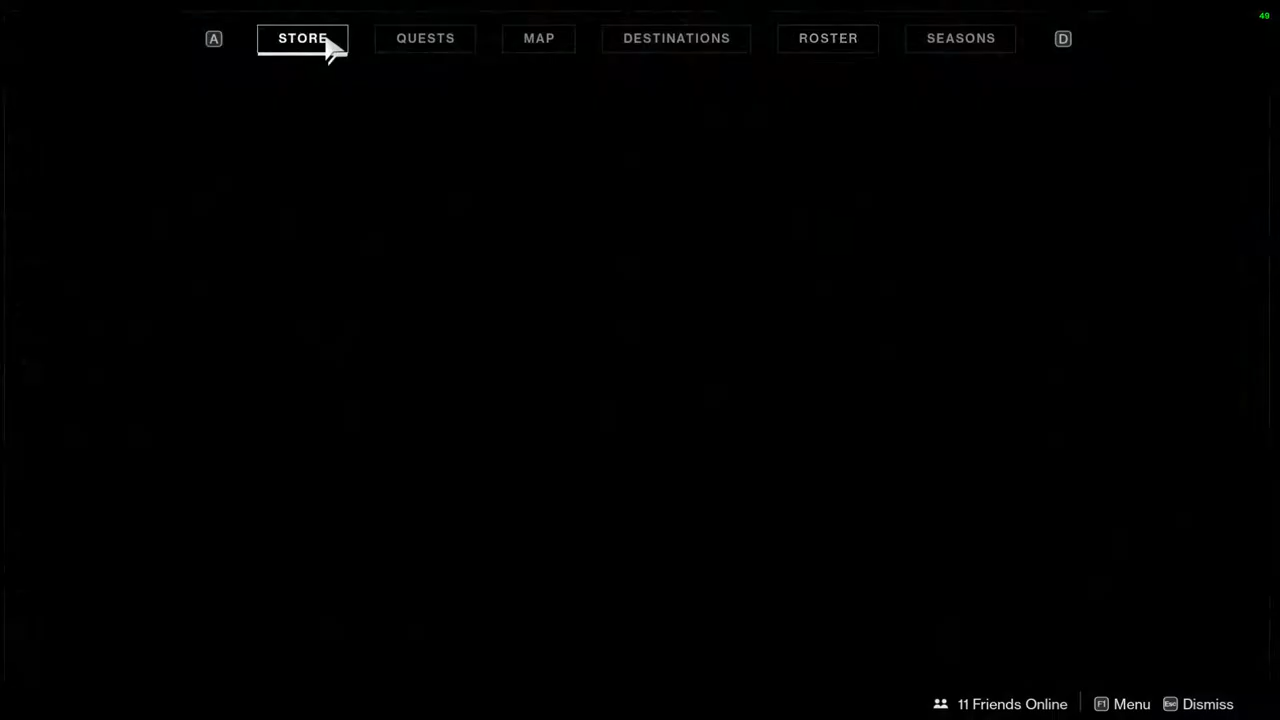 49
A STORE QUESTS MAP DESTINATIONS ROSTER SEASONS D
11 Friends Online F1 Menu Esc Dismiss